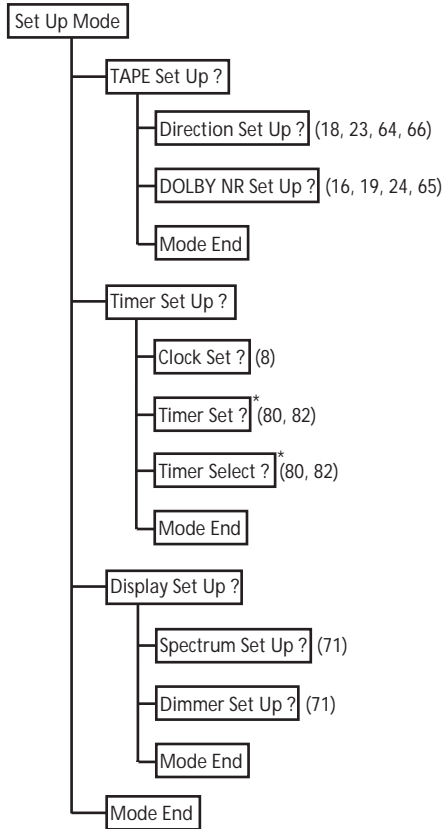 Set Up Mode
TAPE Set Up ?
Direction Set Up ? (18, 23, 64, 66)
DOLBY NR Set Up ? (16, 19, 24, 65)
Mode End
Timer Set Up ?
Clock Set ? (8)
Timer Set ? * (80, 82)
Timer Select ? * (80, 82)
Mode End
Display Set Up ?
Spectrum Set Up ? (71)
Dimmer Set Up ? (71)
Mode End
Mode End